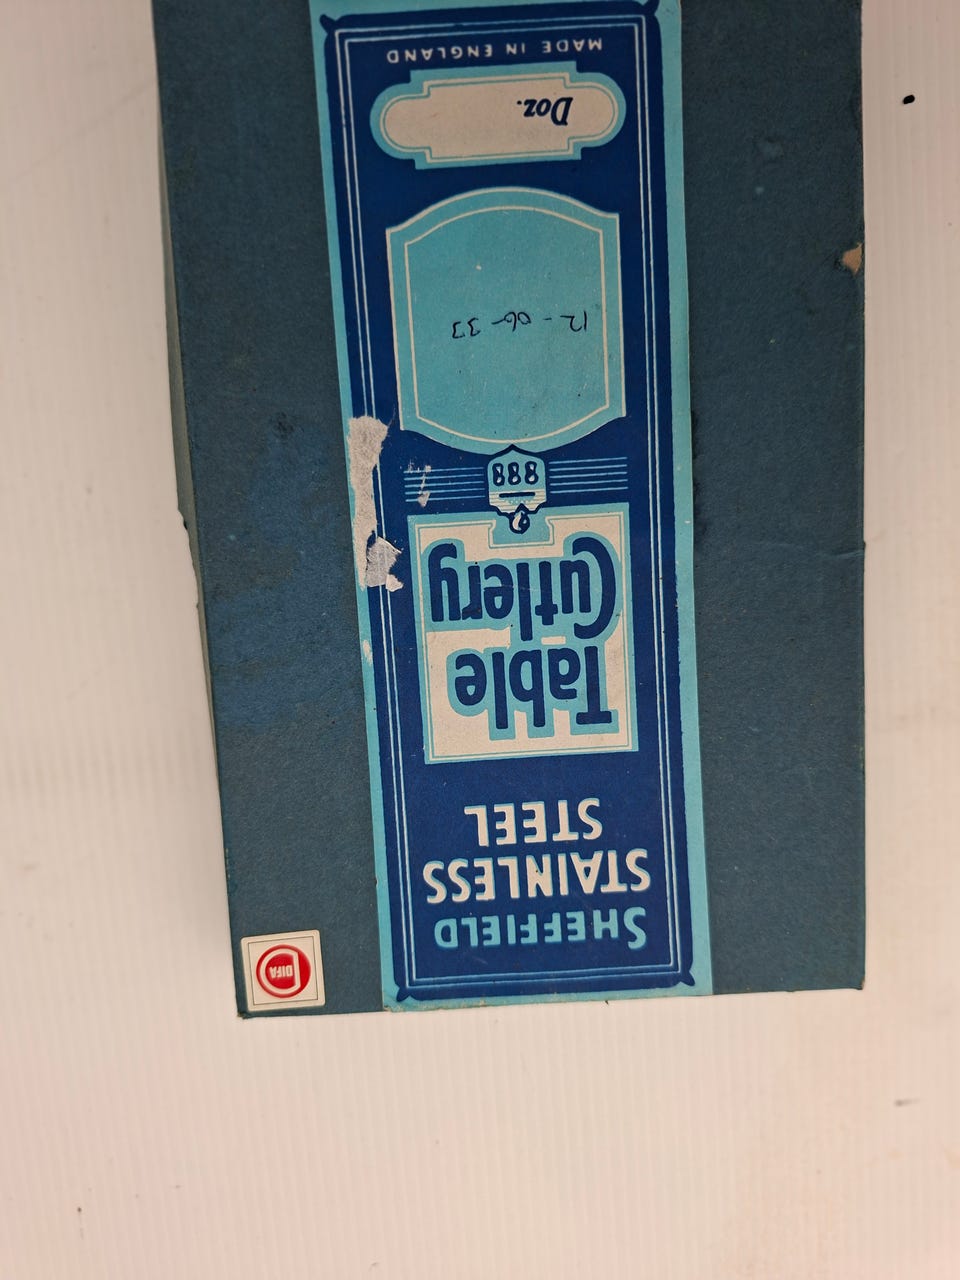 SHEFFIELD
STAINLESS
STEEL
Table
Cutlery
888
12-06-33
Doz.
MADE IN ENGLAND
DIFA